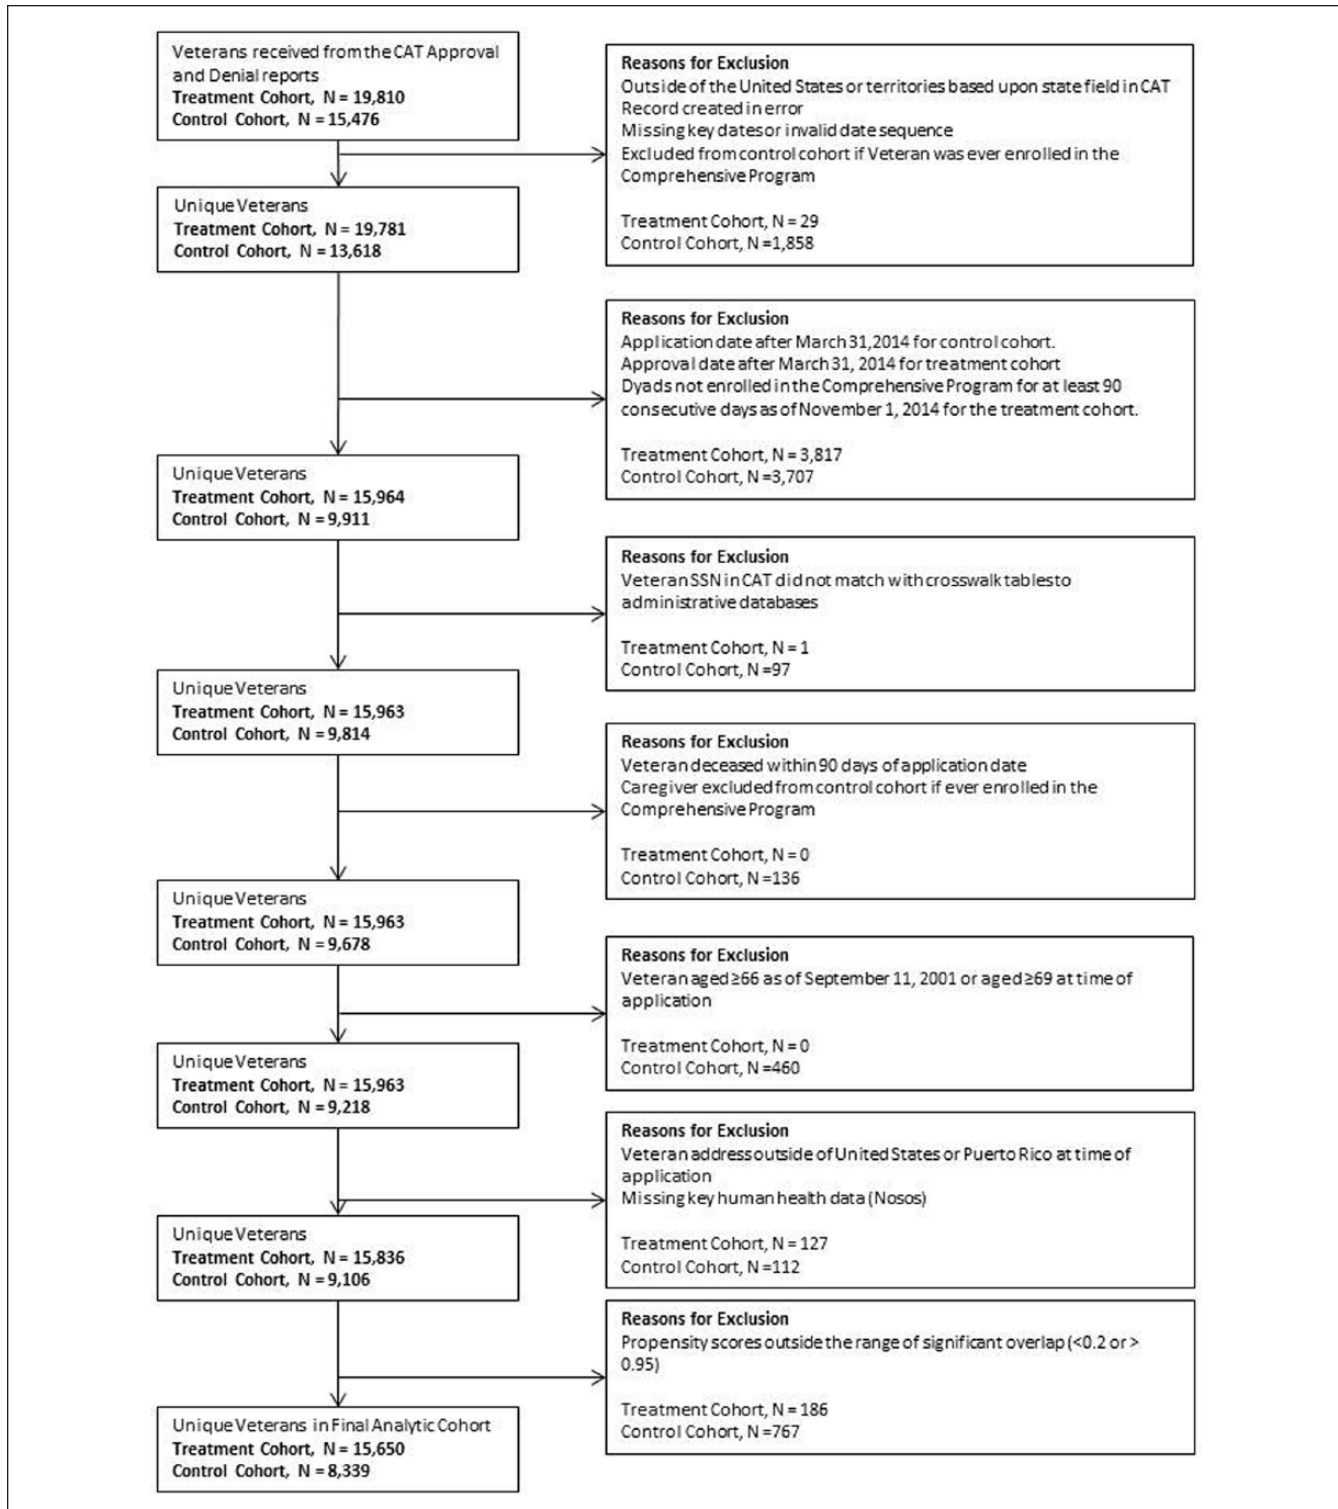 Veterans received from the CAT Approval
and Denial reports
Treatment Cohort, N = 19,810
Control Cohort, N = 15,476
Reasons for Exclusion
Outside of the United States or territories based upon state field in CAT
Record created in error
Missing key dates or invalid date sequence
Excluded from control cohort if Veteran was ever enrolled in the
Comprehensive Program
Treatment Cohort, N = 29
Control Cohort, N =1,858
Unique Veterans
Treatment Cohort, N = 19,781
Control Cohort, N = 13,618
Reasons for Exclusion
Application date after March 31,2014 for control cohort.
Approval date after March 31, 2014 for treatment cohort
Dyads not enrolled in the Comprehensive Program for at least 90
consecutive days as of November 1, 2014 for the treatment cohort.
Treatment Cohort, N = 3,817
Control Cohort, N =3,707
Unique Veterans
Treatment Cohort, N = 15,964
Control Cohort, N = 9,911
Reasons for Exclusion
Veteran SSN in CAT did not match with crosswalk tables to
administrative databases
Treatment Cohort, N = 1
Control Cohort, N =97
Unique Veterans
Treatment Cohort, N = 15,963
Control Cohort, N = 9,814
Reasons for Exclusion
Veteran deceased within 90 days of application date
Caregiver excluded from control cohort if ever enrolled in the
Comprehensive Program
Treatment Cohort, N = 0
Control Cohort, N =136
Unique Veterans
Treatment Cohort, N = 15,963
Control Cohort, N = 9,678
Reasons for Exclusion
Veteran aged ≥66 as of September 11, 2001 or aged ≥69 at time of
application
Treatment Cohort, N = 0
Control Cohort, N =460
Unique Veterans
Treatment Cohort, N = 15,963
Control Cohort, N = 9,218
Reasons for Exclusion
Veteran address outside of United States or Puerto Rico at time of
application
Missing key human health data (Nosos)
Treatment Cohort, N = 127
Control Cohort, N =112
Unique Veterans
Treatment Cohort, N = 15,836
Control Cohort, N = 9,106
Reasons for Exclusion
Propensity scores outside the range of significant overlap (<0.2 or >
0.95)
Treatment Cohort, N = 186
Control Cohort, N =767
Unique Veterans in Final Analytic Cohort
Treatment Cohort, N = 15,650
Control Cohort, N = 8,339